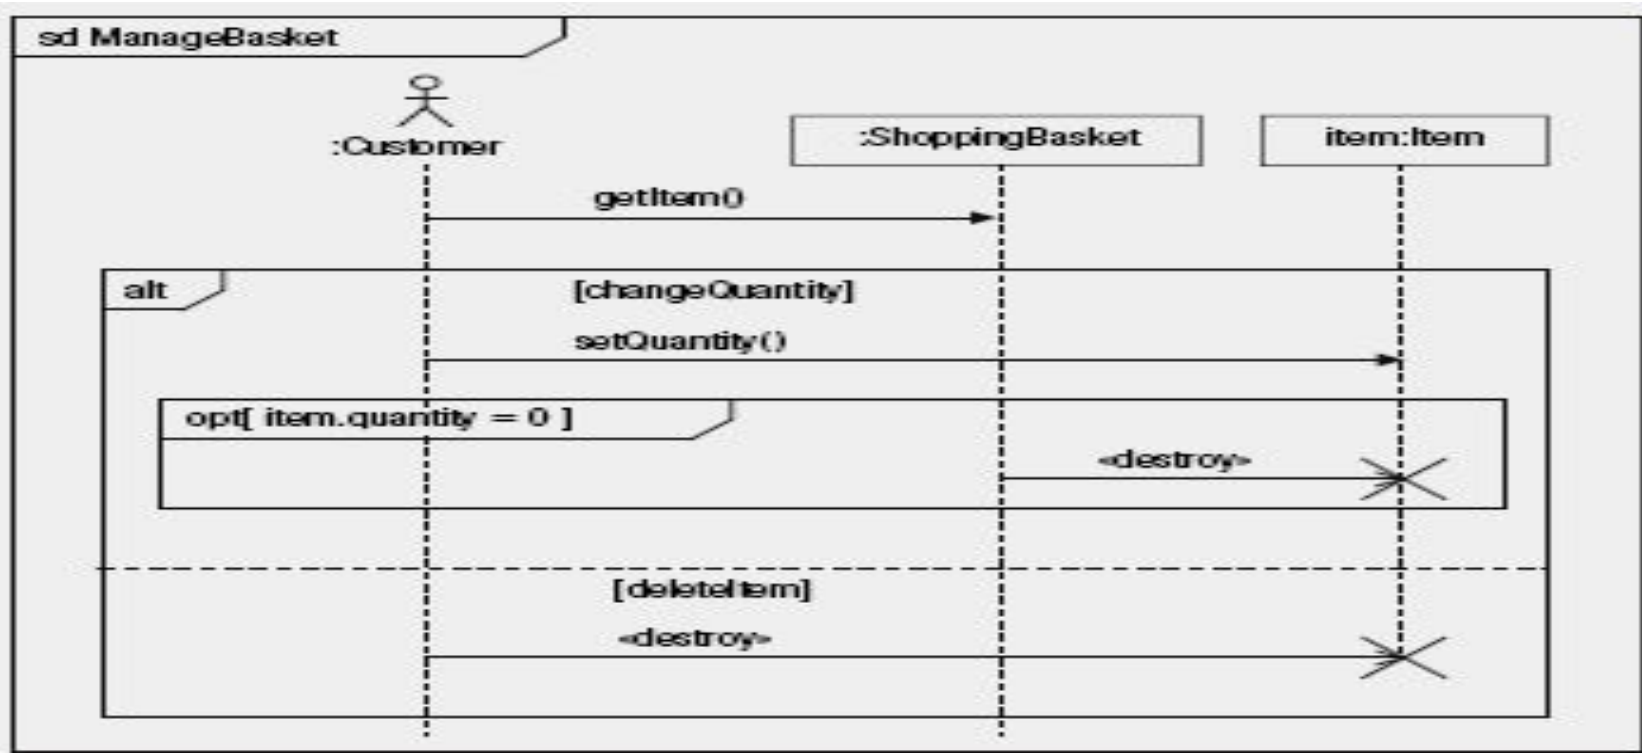 sd ManageBasket
:Customer
:ShoppingBasket
item:Item
getItem()
alt
[changeQuantity]
setQuantity()
opt[ item.quantity = 0 ]
«destroy»
[deleteItem]
«destroy»